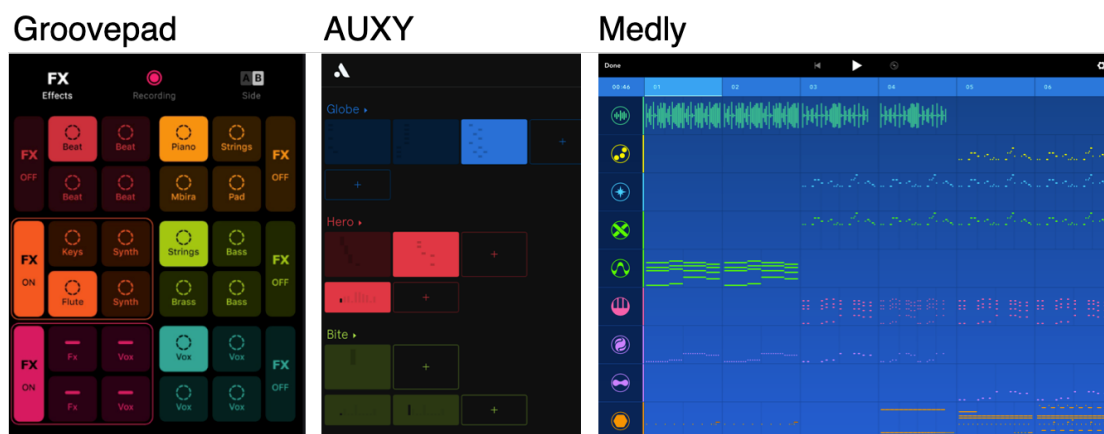 Groovepad
AUXY
Medly
FX
Effects
Recording
A B
Side
FX
OFF
Beat
Beat
Piano
Strings
FX
OFF
Beat
Beat
Mbira
Pad
FX
ON
Keys
Synth
Strings
Bass
FX
OFF
Flute
Synth
Brass
Bass
FX
ON
Fx
Vox
Vox
Vox
FX
OFF
Fx
Vox
Vox
Vox
Globe
+
+
Hero
+
+
Bite
+
+
Done
00:46 01 02 03 04 05 06